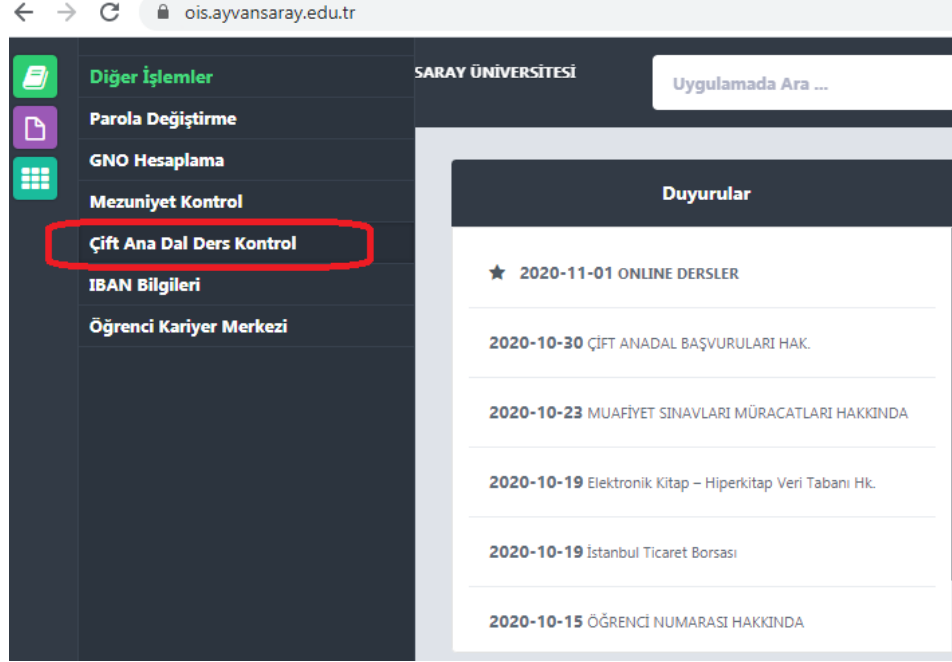 ois.ayvansaray.edu.tr
Diğer İşlemler
Parola Değiştirme
GNO Hesaplama
Mezuniyet Kontrol
Çift Ana Dal Ders Kontrol
IBAN Bilgileri
Öğrenci Kariyer Merkezi
SARAY ÜNİVERSİTESİ
Uygulamada Ara ...
Duyurular
2020-11-01 ONLINE DERSLER
2020-10-30 ÇİFT ANADAL BAŞVURULARI HAK.
2020-10-23 MUAFİYET SINAVLARI MÜRACATLARI HAKKINDA
2020-10-19 Elektronik Kitap – Hiperkitap Veri Tabanı Hk.
2020-10-19 İstanbul Ticaret Borsası
2020-10-15 ÖĞRENCİ NUMARASI HAKKINDA